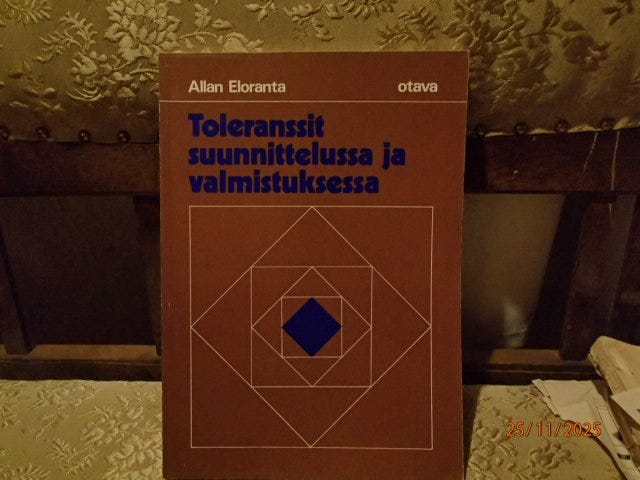 Allan Eloranta otava
Toleranssit
suunnittelussa ja
valmistuksessa
25/11/2025